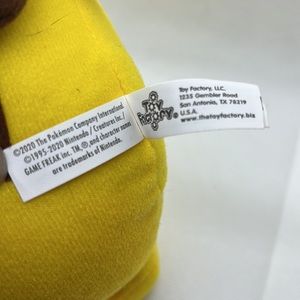 ©2020 The Pokémon Company International.
©1995-2020 Nintendo / Creatures Inc. /
GAME FREAK inc. TM, ®, and character names
are trademarks of Nintendo.
TOY
FACTORY
Toy Factory, LLC.
1235 Gembler Road
San Antonia, TX 78219
U.S.A.
www.thetoyfactory.biz